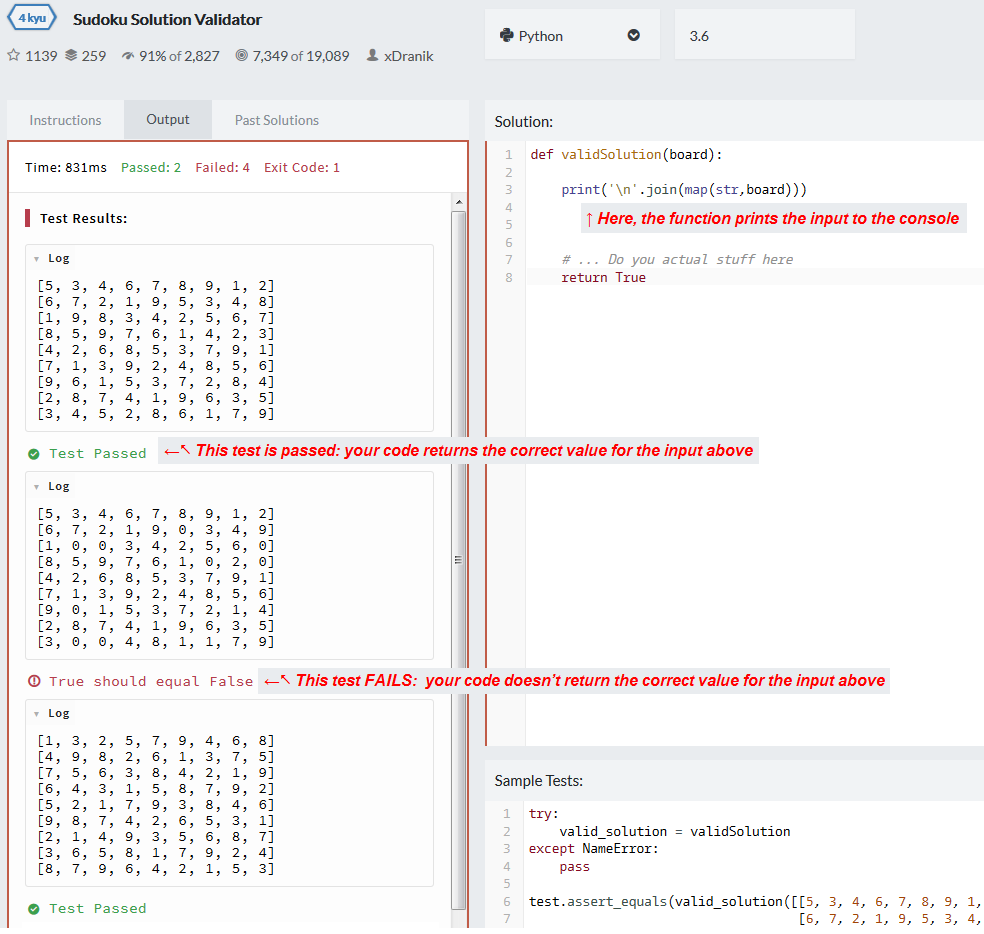 4 kyu Sudoku Solution Validator
1139 259 91% of 2,827 7,349 of 19,089 xDranik
Python
3.6
Instructions Output Past Solutions
Time: 831ms Passed: 2 Failed: 4 Exit Code: 1
Test Results:
Log
[5, 3, 4, 6, 7, 8, 9, 1, 2]
[6, 7, 2, 1, 9, 5, 3, 4, 8]
[1, 9, 8, 3, 4, 2, 5, 6, 7]
[8, 5, 9, 7, 6, 1, 4, 2, 3]
[4, 2, 6, 8, 5, 3, 7, 9, 1]
[7, 1, 3, 9, 2, 4, 8, 5, 6]
[9, 6, 1, 5, 3, 7, 2, 8, 4]
[2, 8, 7, 4, 1, 9, 6, 3, 5]
[3, 4, 5, 2, 8, 6, 1, 7, 9]
Test Passed ←↖ This test is passed: your code returns the correct value for the input above
Log
[5, 3, 4, 6, 7, 8, 9, 1, 2]
[6, 7, 2, 1, 9, 0, 3, 4, 9]
[1, 0, 0, 3, 4, 2, 5, 6, 0]
[8, 5, 9, 7, 6, 1, 0, 2, 0]
[4, 2, 6, 8, 5, 3, 7, 9, 1]
[7, 1, 3, 9, 2, 4, 8, 5, 6]
[9, 0, 1, 5, 3, 7, 2, 1, 4]
[2, 8, 7, 4, 1, 9, 6, 3, 5]
[3, 0, 0, 4, 8, 1, 1, 7, 9]
True should equal False ←↖ This test FAILS: your code doesn't return the correct value for the input above
Log
[1, 3, 2, 5, 7, 9, 4, 6, 8]
[4, 9, 8, 2, 6, 1, 3, 7, 5]
[7, 5, 6, 3, 8, 4, 2, 1, 9]
[6, 4, 3, 1, 5, 8, 7, 9, 2]
[5, 2, 1, 7, 9, 3, 8, 4, 6]
[9, 8, 7, 4, 2, 6, 5, 3, 1]
[2, 1, 4, 9, 3, 5, 6, 8, 7]
[3, 6, 5, 8, 1, 7, 9, 2, 4]
[8, 7, 9, 6, 4, 2, 1, 5, 3]
Test Passed
Solution:
1 def validSolution(board):
2
3 print('\n'.join(map(str,board)))
4
↑ Here, the function prints the input to the console
5
6
7 # ... Do you actual stuff here
8 return True
Sample Tests:
1 try:
2 valid_solution = validSolution
3 except NameError:
4 pass
5
6 test.assert_equals(valid_solution([[5, 3, 4, 6, 7, 8, 9, 1,
7 [6, 7, 2, 1, 9, 5, 3, 4,